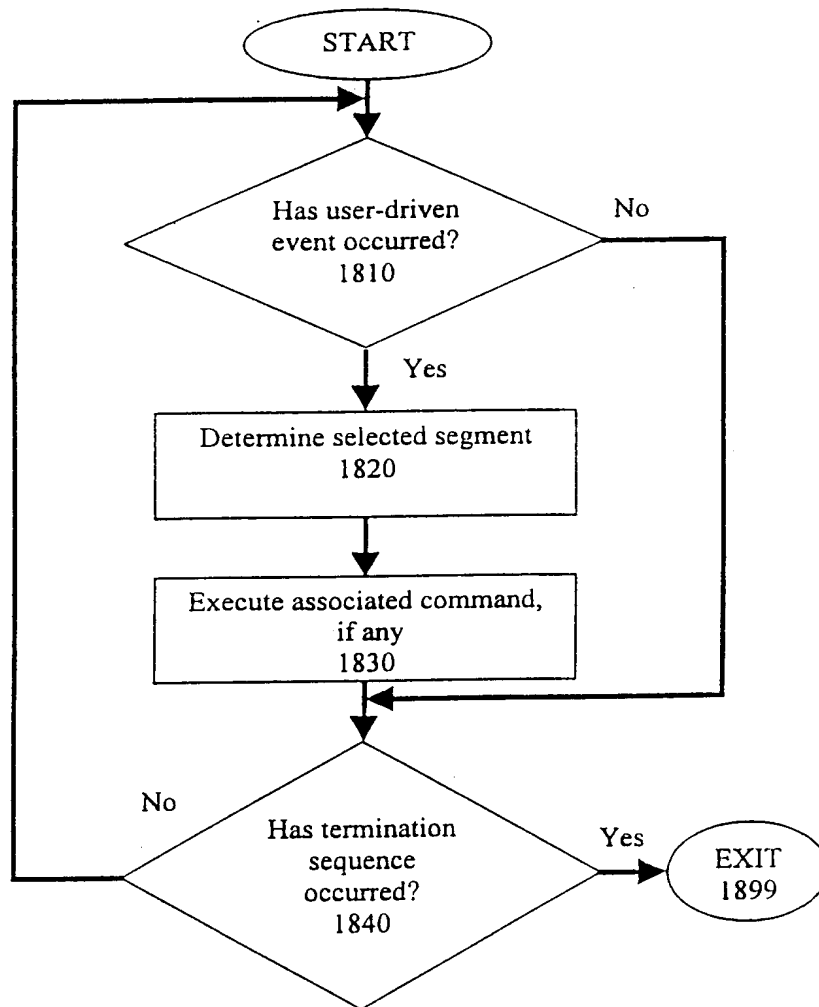 START
Has user-driven
event occurred?
1810
No
Yes
Determine selected segment
1820
Execute associated command,
if any
1830
No
Has termination
sequence
occurred?
1840
Yes
EXIT
1899